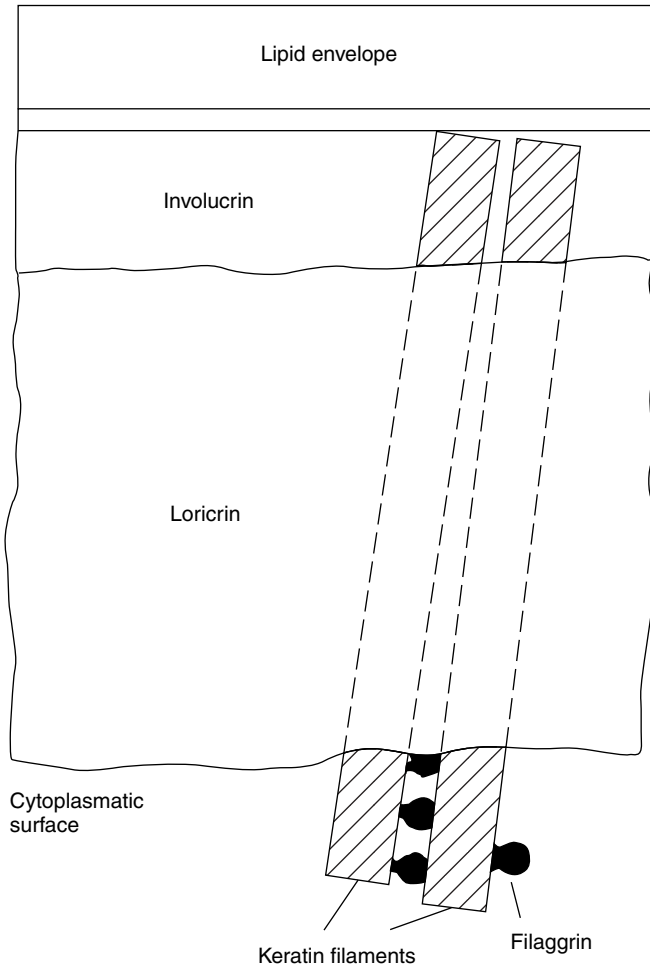 Lipid envelope
Involucrin
Loricrin
Cytoplasmatic
surface
Keratin filaments
Filaggrin